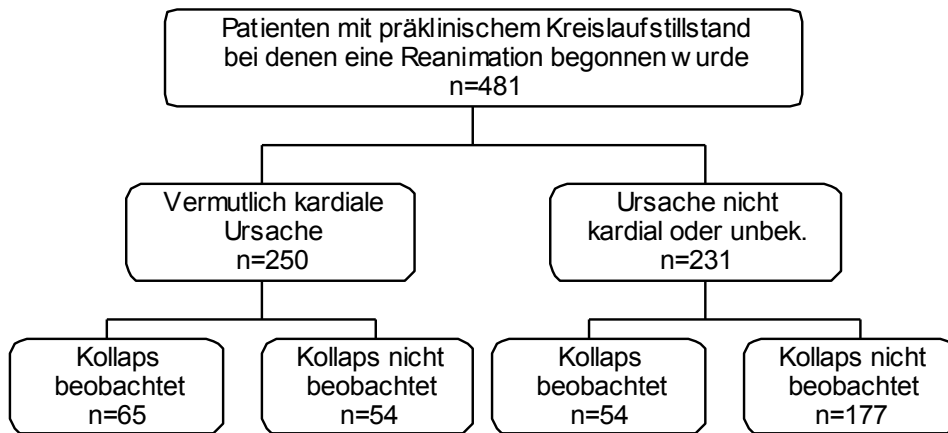 Patienten mit präklinischem Kreislaufstillstand
bei denen eine Reanimation begonnen wurde
n=481
Vermutlich kardiale
Ursache
n=250
Ursache nicht
kardial oder unbek.
n=231
Kollaps
beobachtet
n=65
Kollaps nicht
beobachtet
n=54
Kollaps
beobachtet
n=54
Kollaps nicht
beobachtet
n=177